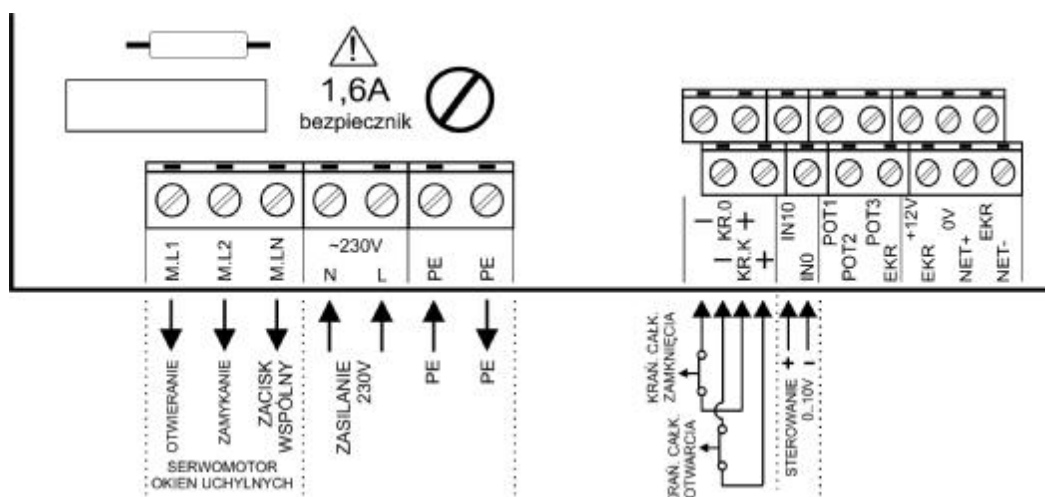 1,6A
bezpiecznik
M.L1
M.L2
M.LN
~230V
N
L
PE
PE
– KR.0 +
– KR.K +
IN10
IN0
POT1
POT2
POT3
EKR
+12V
EKR
0V
NET+
EKR
NET-
OTWIERANIE
ZAMYKANIE
ZACISK
WSPÓLNY
ZASILANIE
230V
PE
PE
SERWOMOTOR
OKIEN UCHYLNYCH
KRAŃ. CAŁK.
ZAMKNIĘCIA
KRAŃ. CAŁK.
OTWARCIA
STEROWANIE
0..10V
+ –